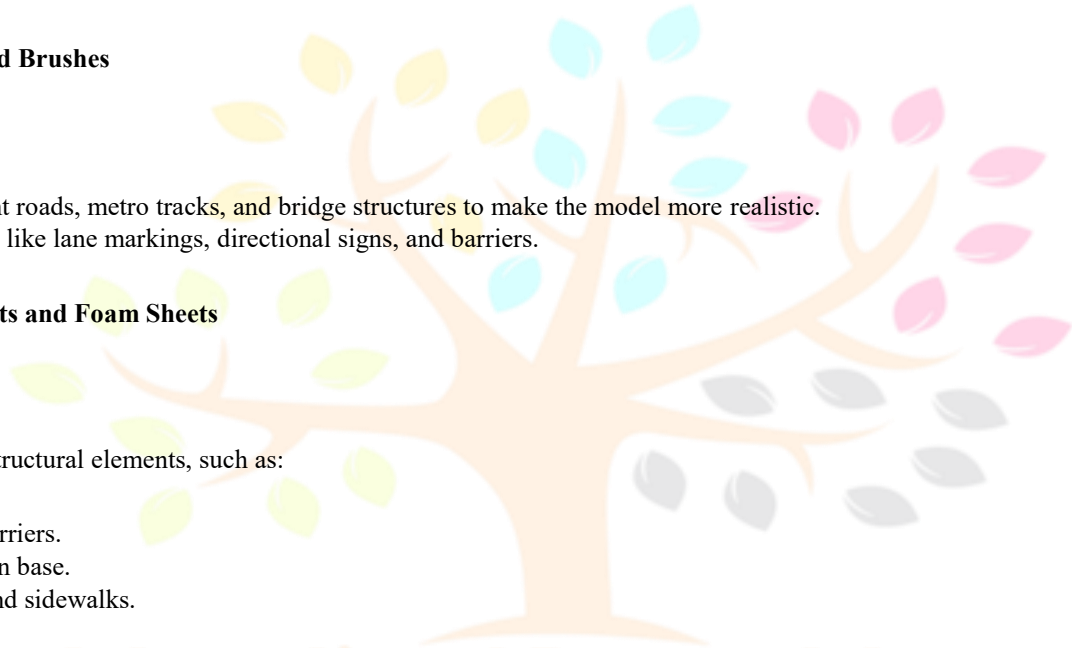 d Brushes
t roads, metro tracks, and bridge structures to make the model more realistic.
like lane markings, directional signs, and barriers.
ts and Foam Sheets
tructural elements, such as:
rriers.
n base.
nd sidewalks.